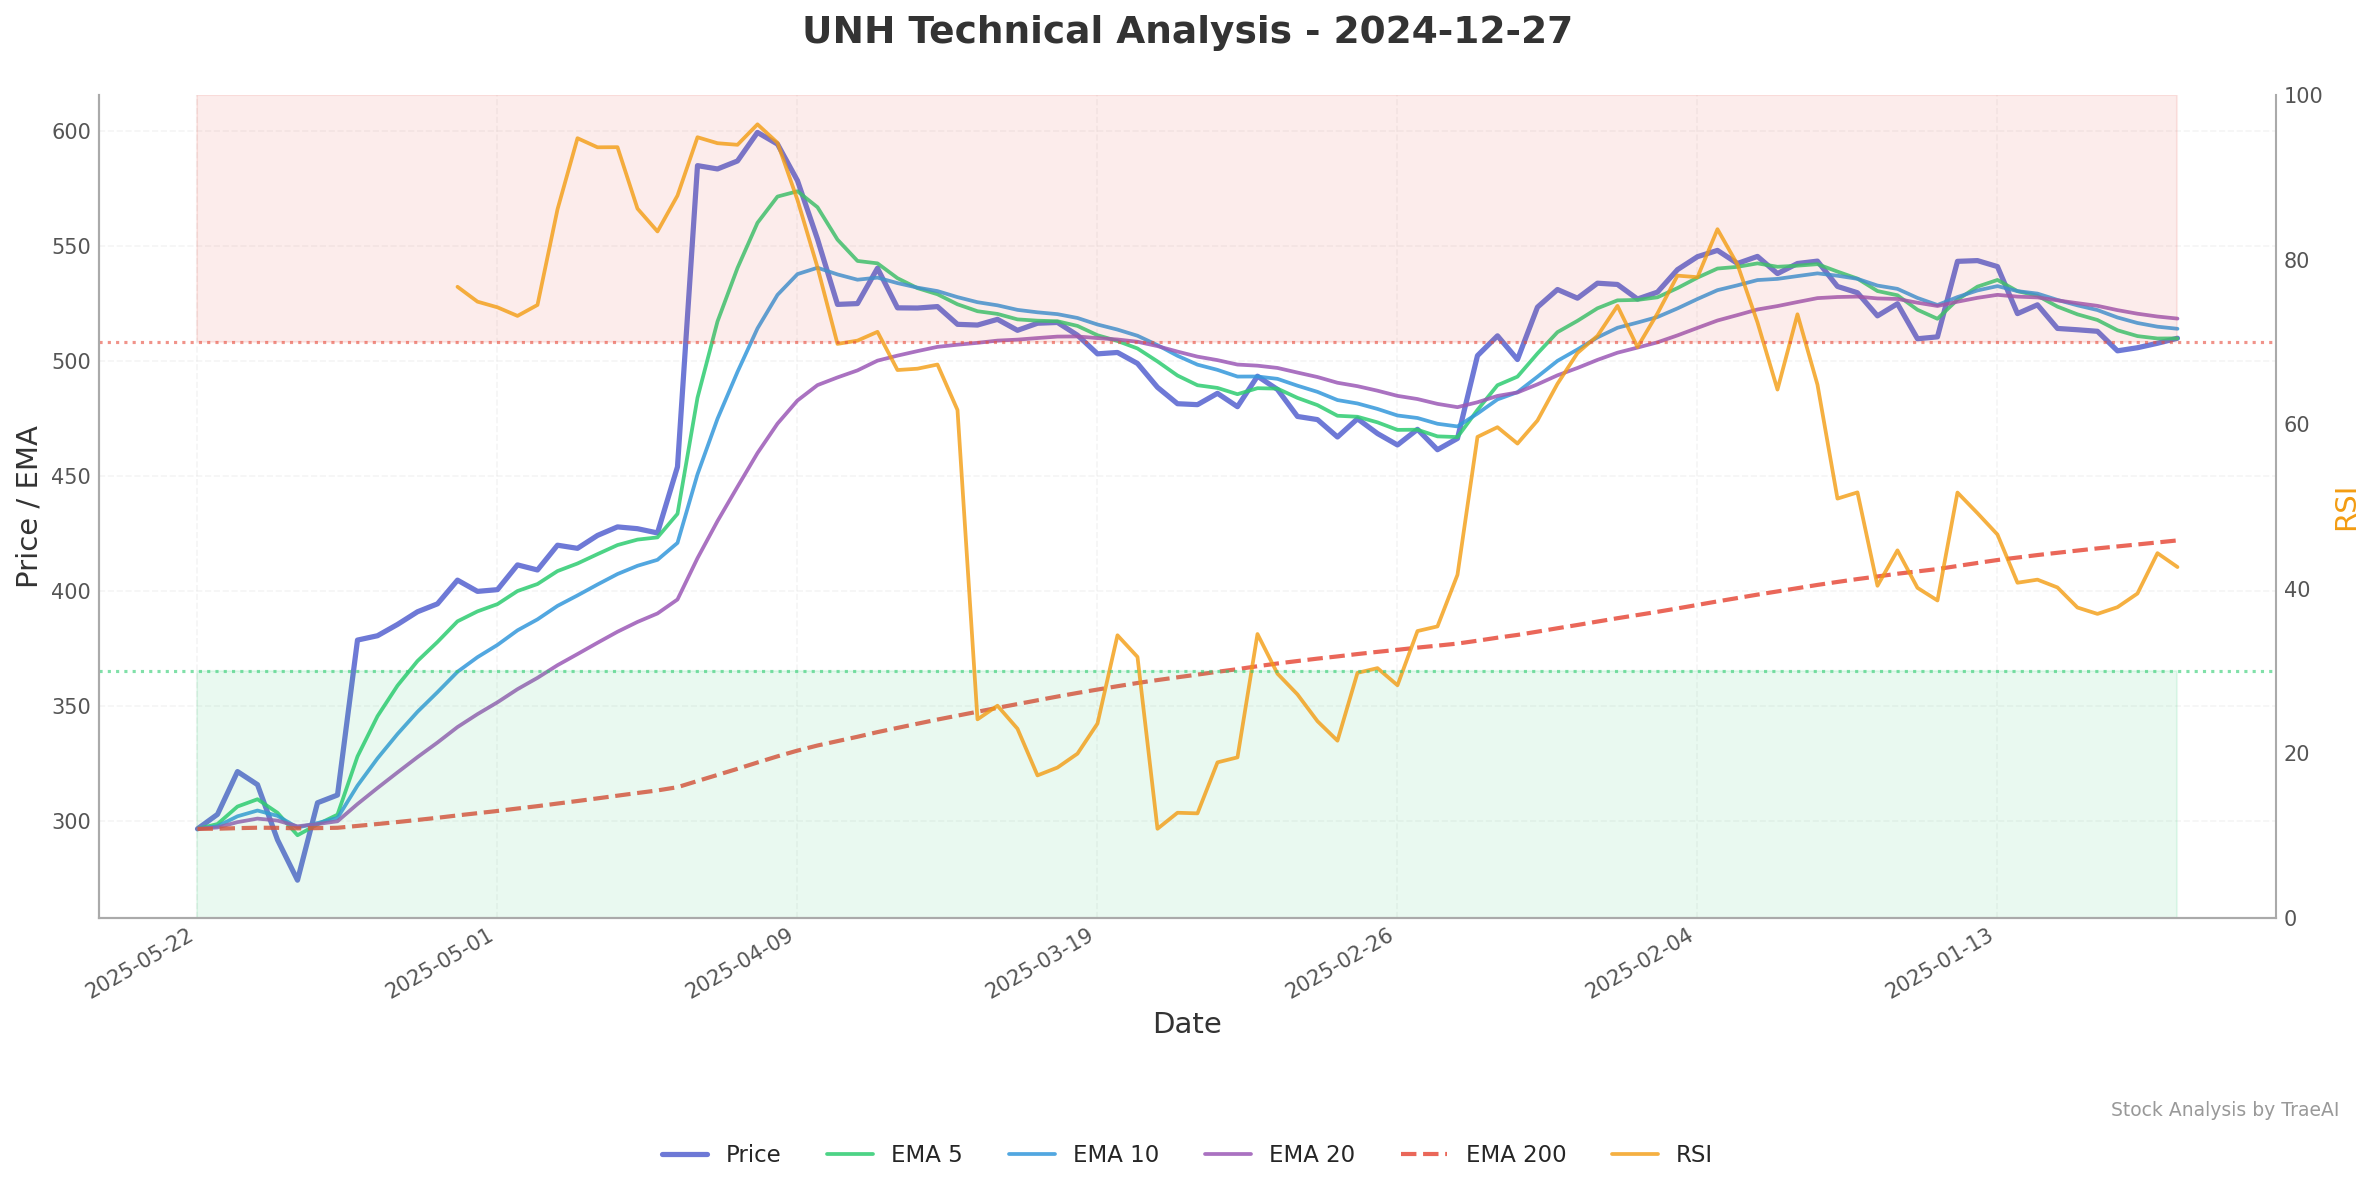 UNH Technical Analysis - 2024-12-27
Price / EMA
600
550
500
450
400
350
300
100
80
60
40
20
0
RSI
2025-05-22
2025-05-01
2025-04-09
2025-03-19
2025-02-26
2025-02-04
2025-01-13
Date
Stock Analysis by TraeAI
Price
EMA 5
EMA 10
EMA 20
EMA 200
RSI